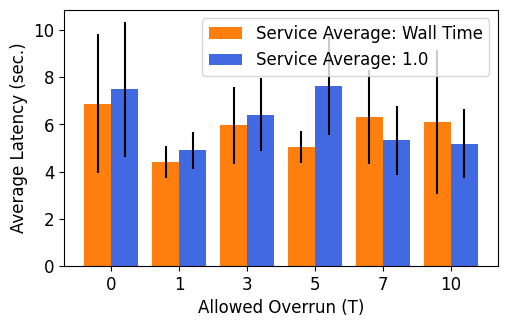 Service Average: Wall Time
Service Average: 1.0
Average Latency (sec.)
10
8
6
4
2
0
0 1 3 5 7 10
Allowed Overrun (T)